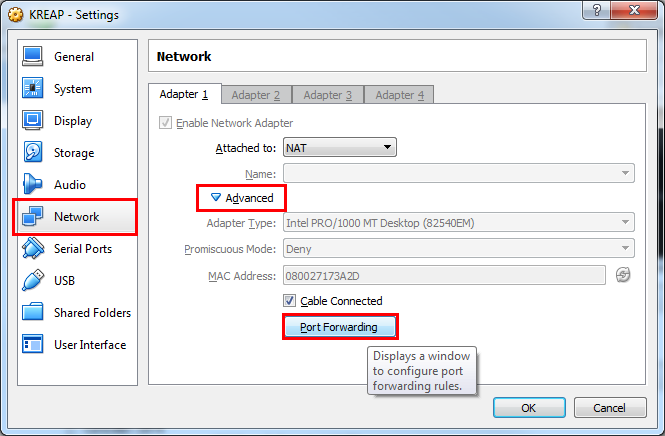 KREAP - Settings
General
System
Display
Storage
Audio
Network
Serial Ports
USB
Shared Folders
User Interface
Network
Adapter 1 Adapter 2 Adapter 3 Adapter 4
Enable Network Adapter
Attached to: NAT
Name:
Advanced
Adapter Type: Intel PRO/1000 MT Desktop (82540EM)
Promiscuous Mode: Deny
MAC Address: 080027173A2D
Cable Connected
Port Forwarding
Displays a window
to configure port
forwarding rules.
OK Cancel